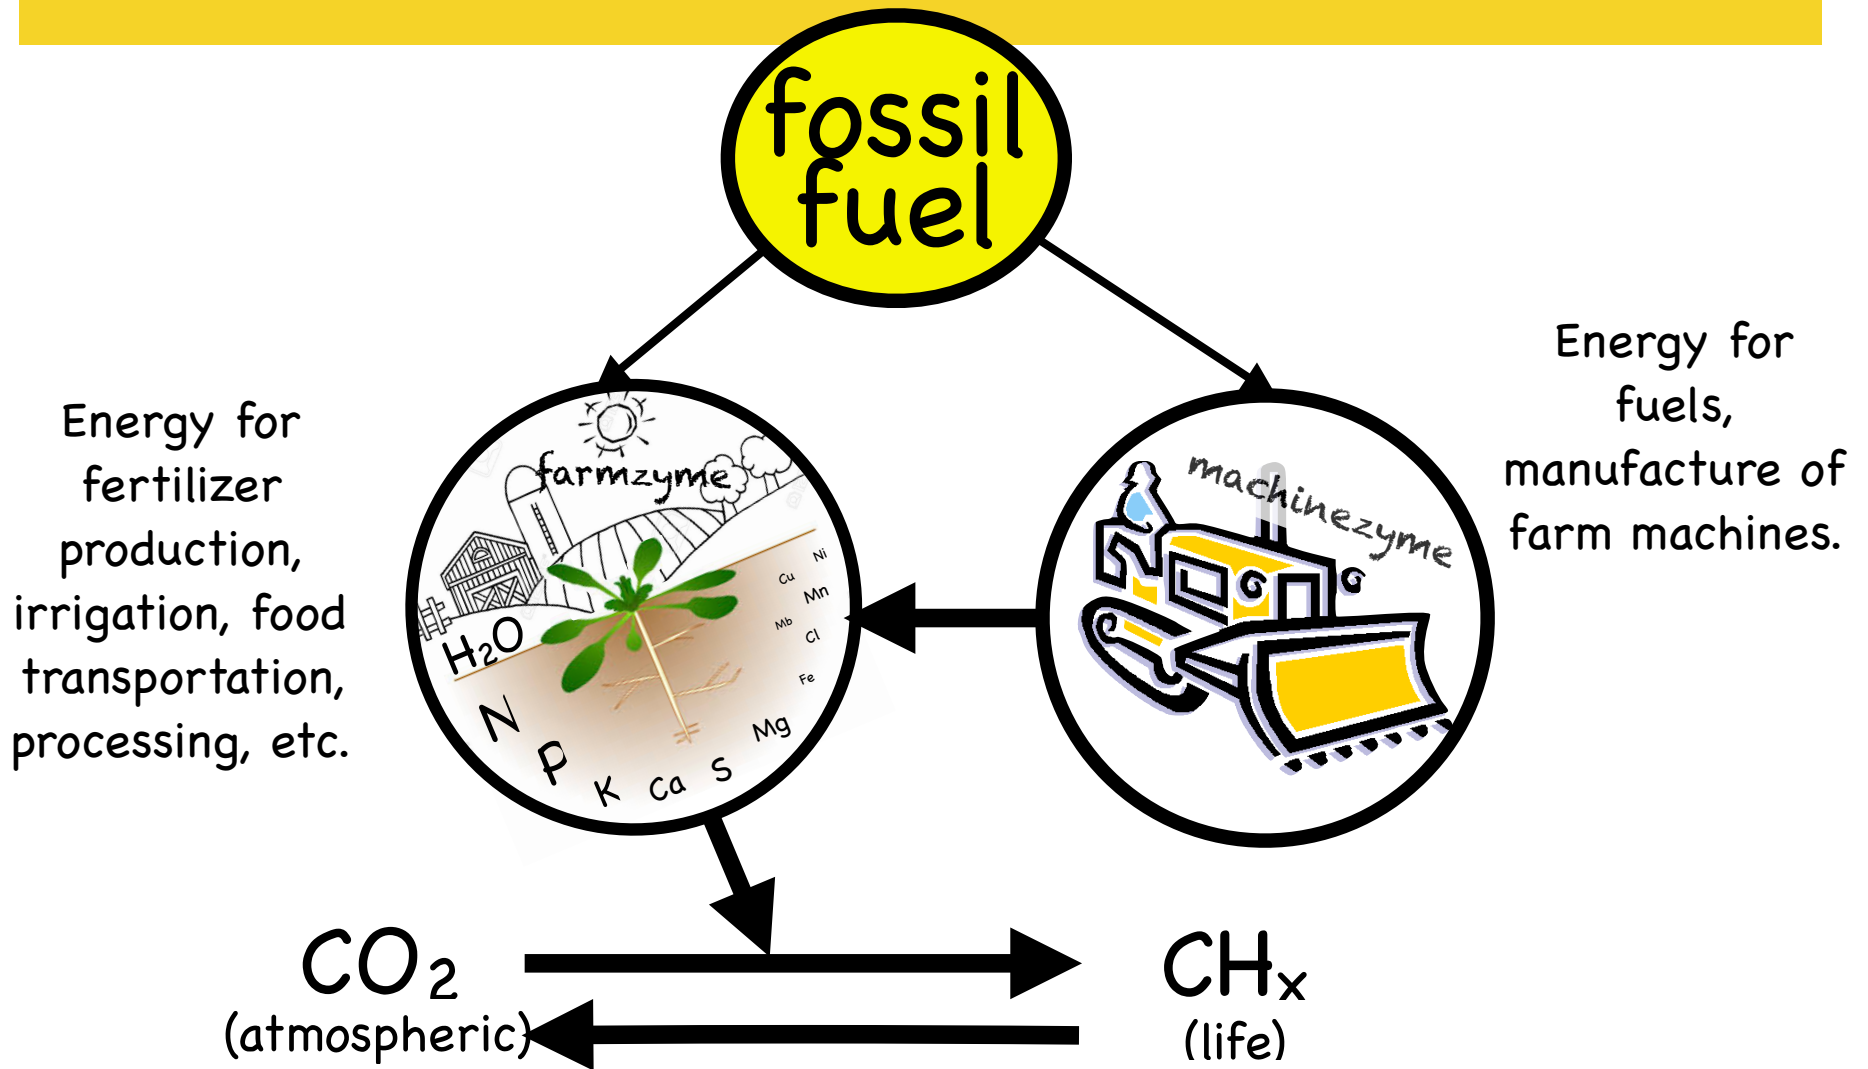 fossil
fuel
Energy for
fertilizer
production,
irrigation, food
transportation,
processing, etc.
farmzyme
H₂O
N
P
K
Ca
S
Mg
Fe
Cl
Mb
Mn
Cu
Ni
machinezyme
Energy for
fuels,
manufacture of
farm machines.
CO₂
(atmospheric)
CHₓ
(life)